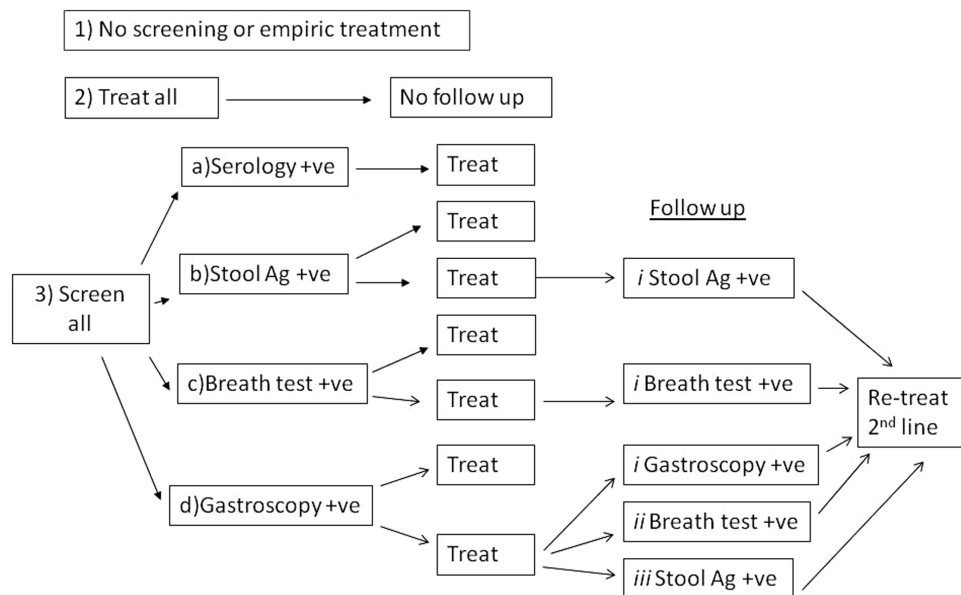 1) No screening or empiric treatment
2) Treat all
No follow up
a)Serology +ve
Treat
Follow up
Treat
b)Stool Ag +ve
Treat
i Stool Ag +ve
3) Screen
all
Treat
c)Breath test +ve
Treat
i Breath test +ve
Re-treat
2nd line
Treat
i Gastroscopy +ve
d)Gastroscopy +ve
ii Breath test +ve
Treat
iii Stool Ag +ve